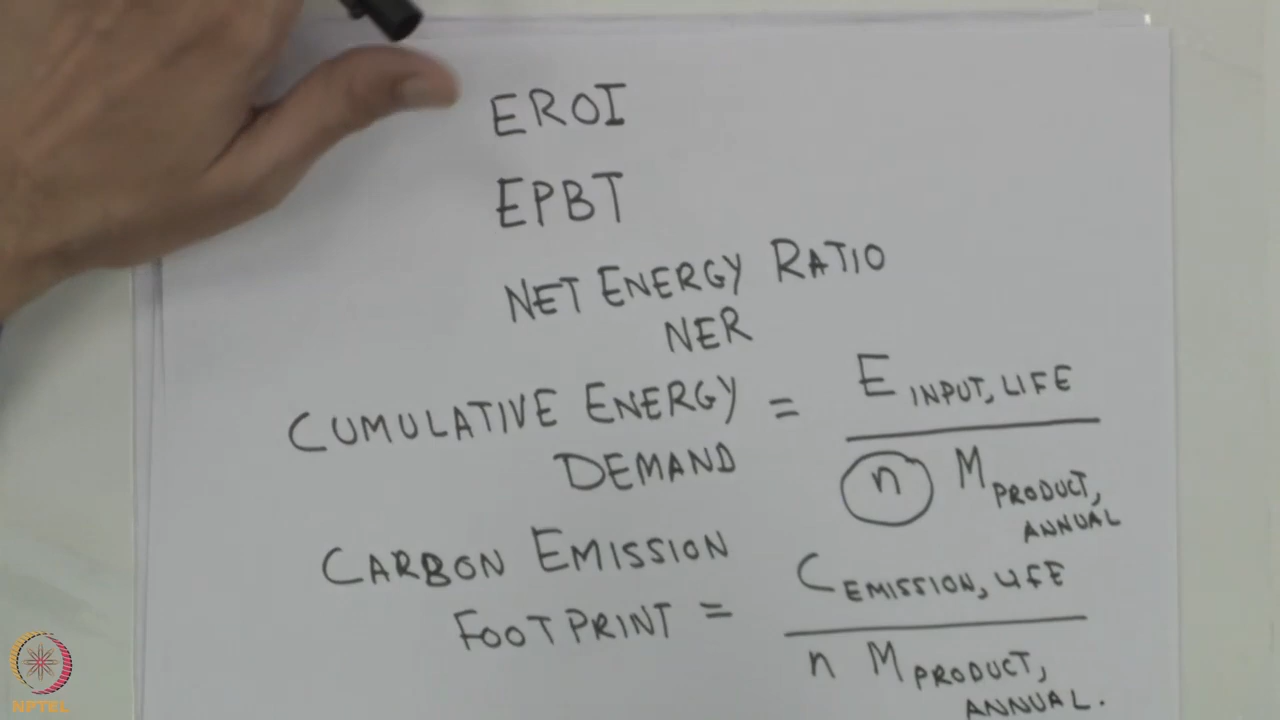 EROI
EPBT
NET ENERGY RATIO
NER
CUMULATIVE ENERGY DEMAND = E INPUT, LIFE / n M PRODUCT, ANNUAL
CARBON EMISSION FOOTPRINT = C EMISSION, LIFE / n M PRODUCT, ANNUAL.
NPTEL